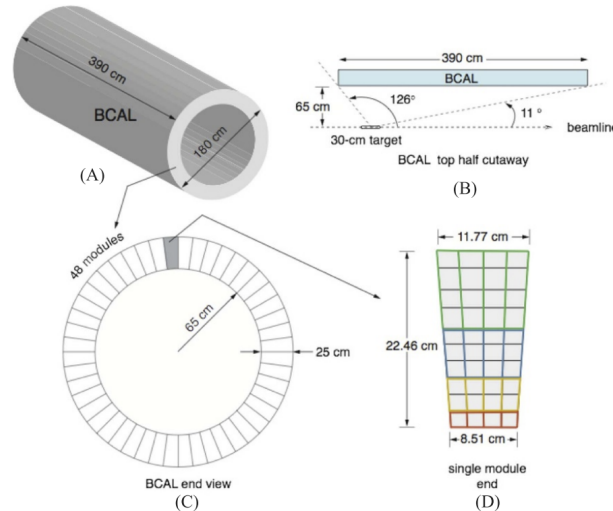 390 cm
BCAL
180 cm
(A)
390 cm
BCAL
65 cm
126°
11 °
beamline
30-cm target
BCAL top half cutaway
(B)
48 modules
65 cm
25 cm
BCAL end view
(C)
11.77 cm
22.46 cm
8.51 cm
single module
end
(D)